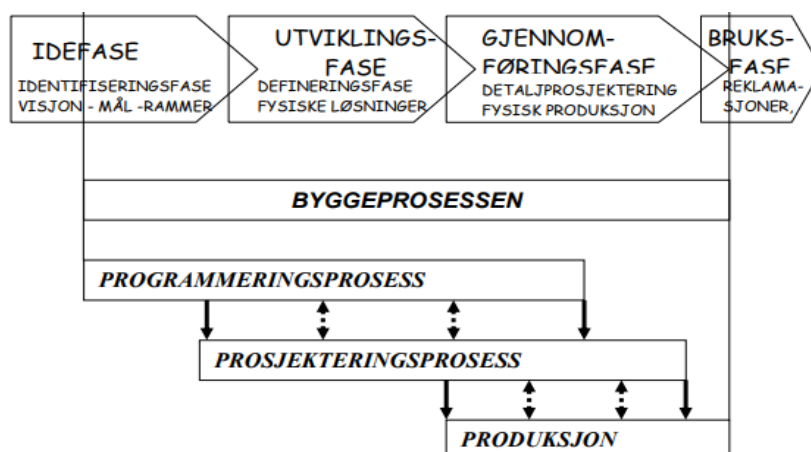 IDEFASE
IDENTIFISERINGSFASE
VISJON - MÅL -RAMMER
UTVIKLINGS-
FASE
DEFINERINGSFASE
FYSISKE LØSNINGER
GJENNOM-
FØRINGSFASE
DETALJPROSJEKTERING
FYSISK PRODUKSJON
BRUKS-
FASE
REKLAMA-
SJONER,
BYGGEPROSESSEN
PROGRAMMERINGSPROSESS
PROSJEKTERINGSPROSESS
PRODUKSJON